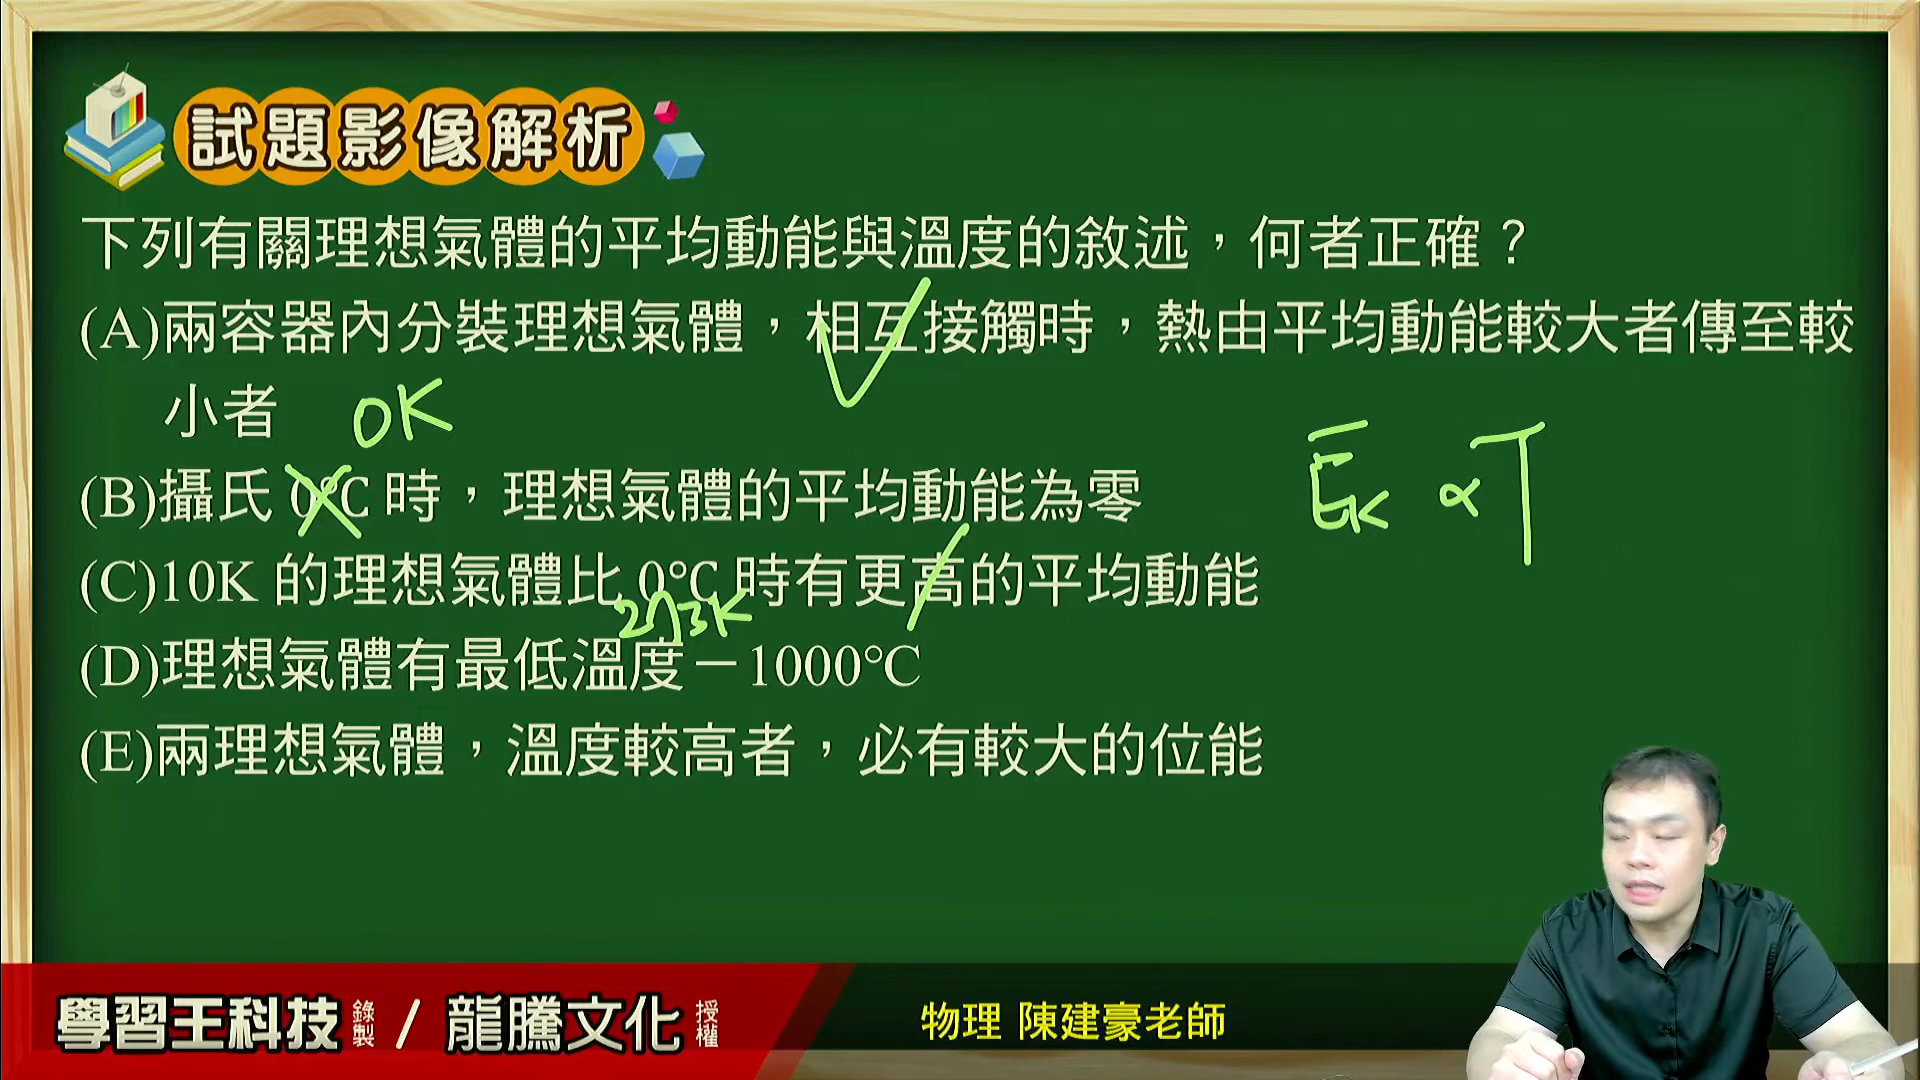 試題影像解析
下列有關理想氣體的平均動能與溫度的敘述，何者正確？
(A)兩容器內分裝理想氣體，相互接觸時，熱由平均動能較大者傳至較
小者 0K
(B)攝氏 0℃ 時，理想氣體的平均動能為零
E̅K ∝ T
(C)10K 的理想氣體比 0℃ 時有更高的平均動能
273K
(D)理想氣體有最低溫度－1000℃
(E)兩理想氣體，溫度較高者，必有較大的位能
學習王科技 錄製 / 龍騰文化 授權
物理 陳建豪老師